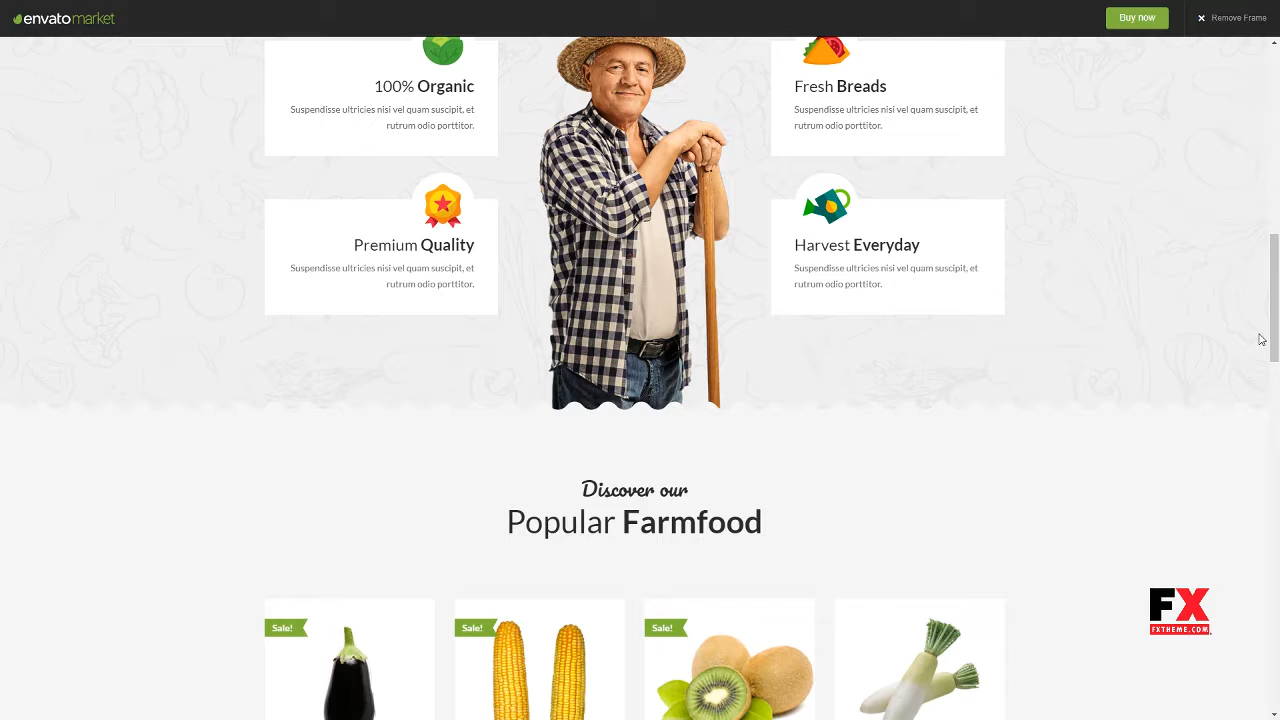 envatomarket
Buy now
Remove Frame
100% Organic
Suspendisse ultricies nisi vel quam suscipit, et
rutrum odio porttitor.
Fresh Breads
Suspendisse ultricies nisi vel quam suscipit, et
rutrum odio porttitor.
Premium Quality
Suspendisse ultricies nisi vel quam suscipit, et
rutrum odio porttitor.
Harvest Everyday
Suspendisse ultricies nisi vel quam suscipit, et
rutrum odio porttitor.
Discover our
Popular Farmfood
Sale!
Sale!
Sale!
FX
FXTHEME.COM